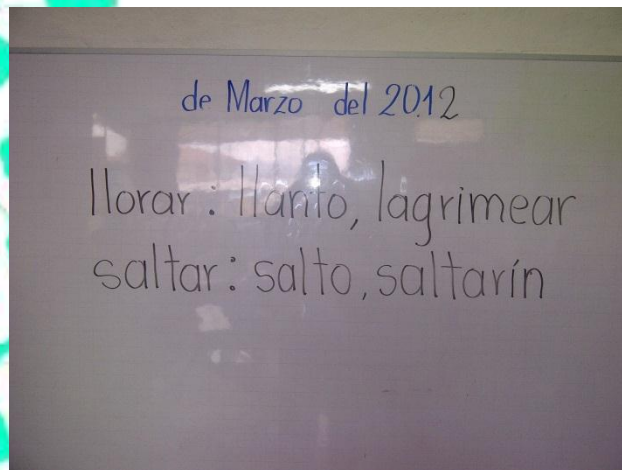 de Marzo del 2012
llorar: llanto, lagrimear
saltar: salto, saltarín